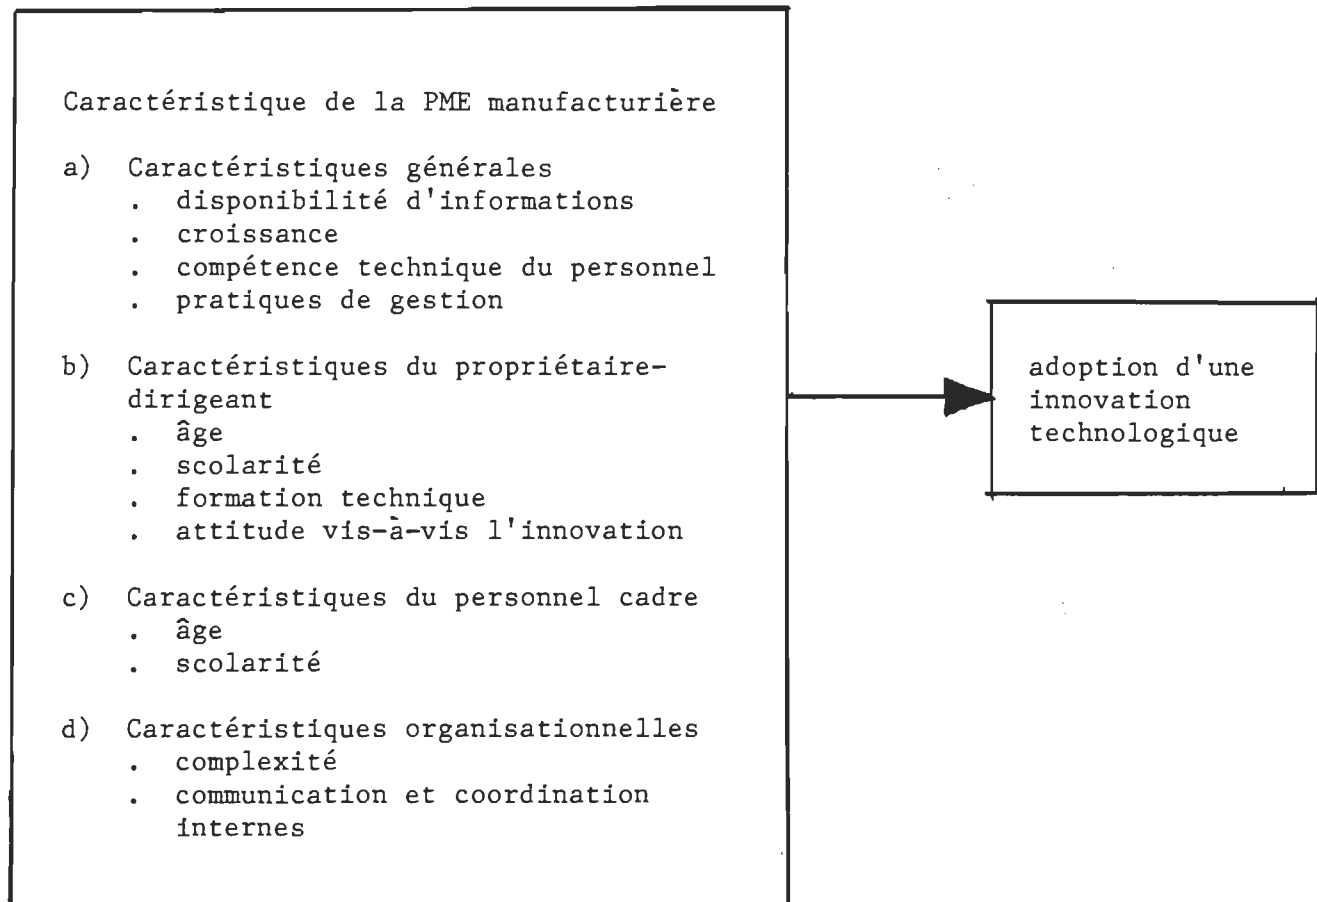 Caractéristique de la PME manufacturière
a) Caractéristiques générales
. disponibilité d'informations
. croissance
. compétence technique du personnel
. pratiques de gestion
b) Caractéristiques du propriétaire-
dirigeant
. âge
. scolarité
. formation technique
. attitude vis-à-vis l'innovation
c) Caractéristiques du personnel cadre
. âge
. scolarité
d) Caractéristiques organisationnelles
. complexité
. communication et coordination
internes
adoption d'une
innovation
technologique